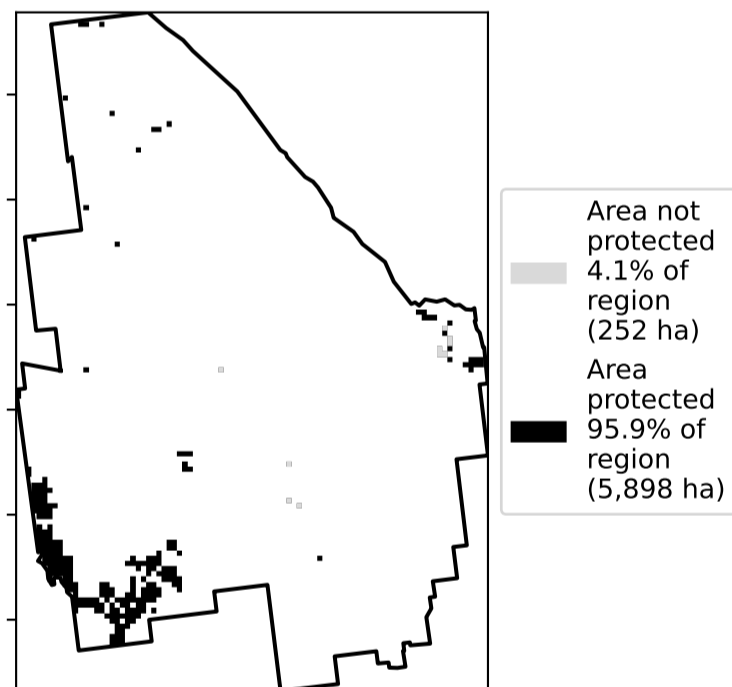 Area not
protected
4.1% of
region
(252 ha)
Area
protected
95.9% of
region
(5,898 ha)